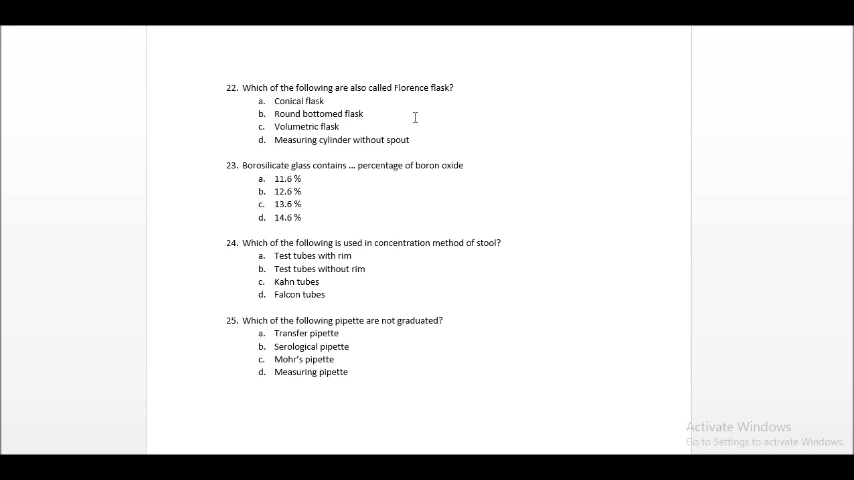 22. Which of the following are also called Florence flask?
a. Conical flask
b. Round bottomed flask
c. Volumetric flask
d. Measuring cylinder without spout
23. Borosilicate glass contains ... percentage of boron oxide
a. 11.6 %
b. 12.6 %
c. 13.6 %
d. 14.6 %
24. Which of the following is used in concentration method of stool?
a. Test tubes with rim
b. Test tubes without rim
c. Kahn tubes
d. Falcon tubes
25. Which of the following pipette are not graduated?
a. Transfer pipette
b. Serological pipette
c. Mohr's pipette
d. Measuring pipette
Activate Windows
Go to Settings to activate Windows.